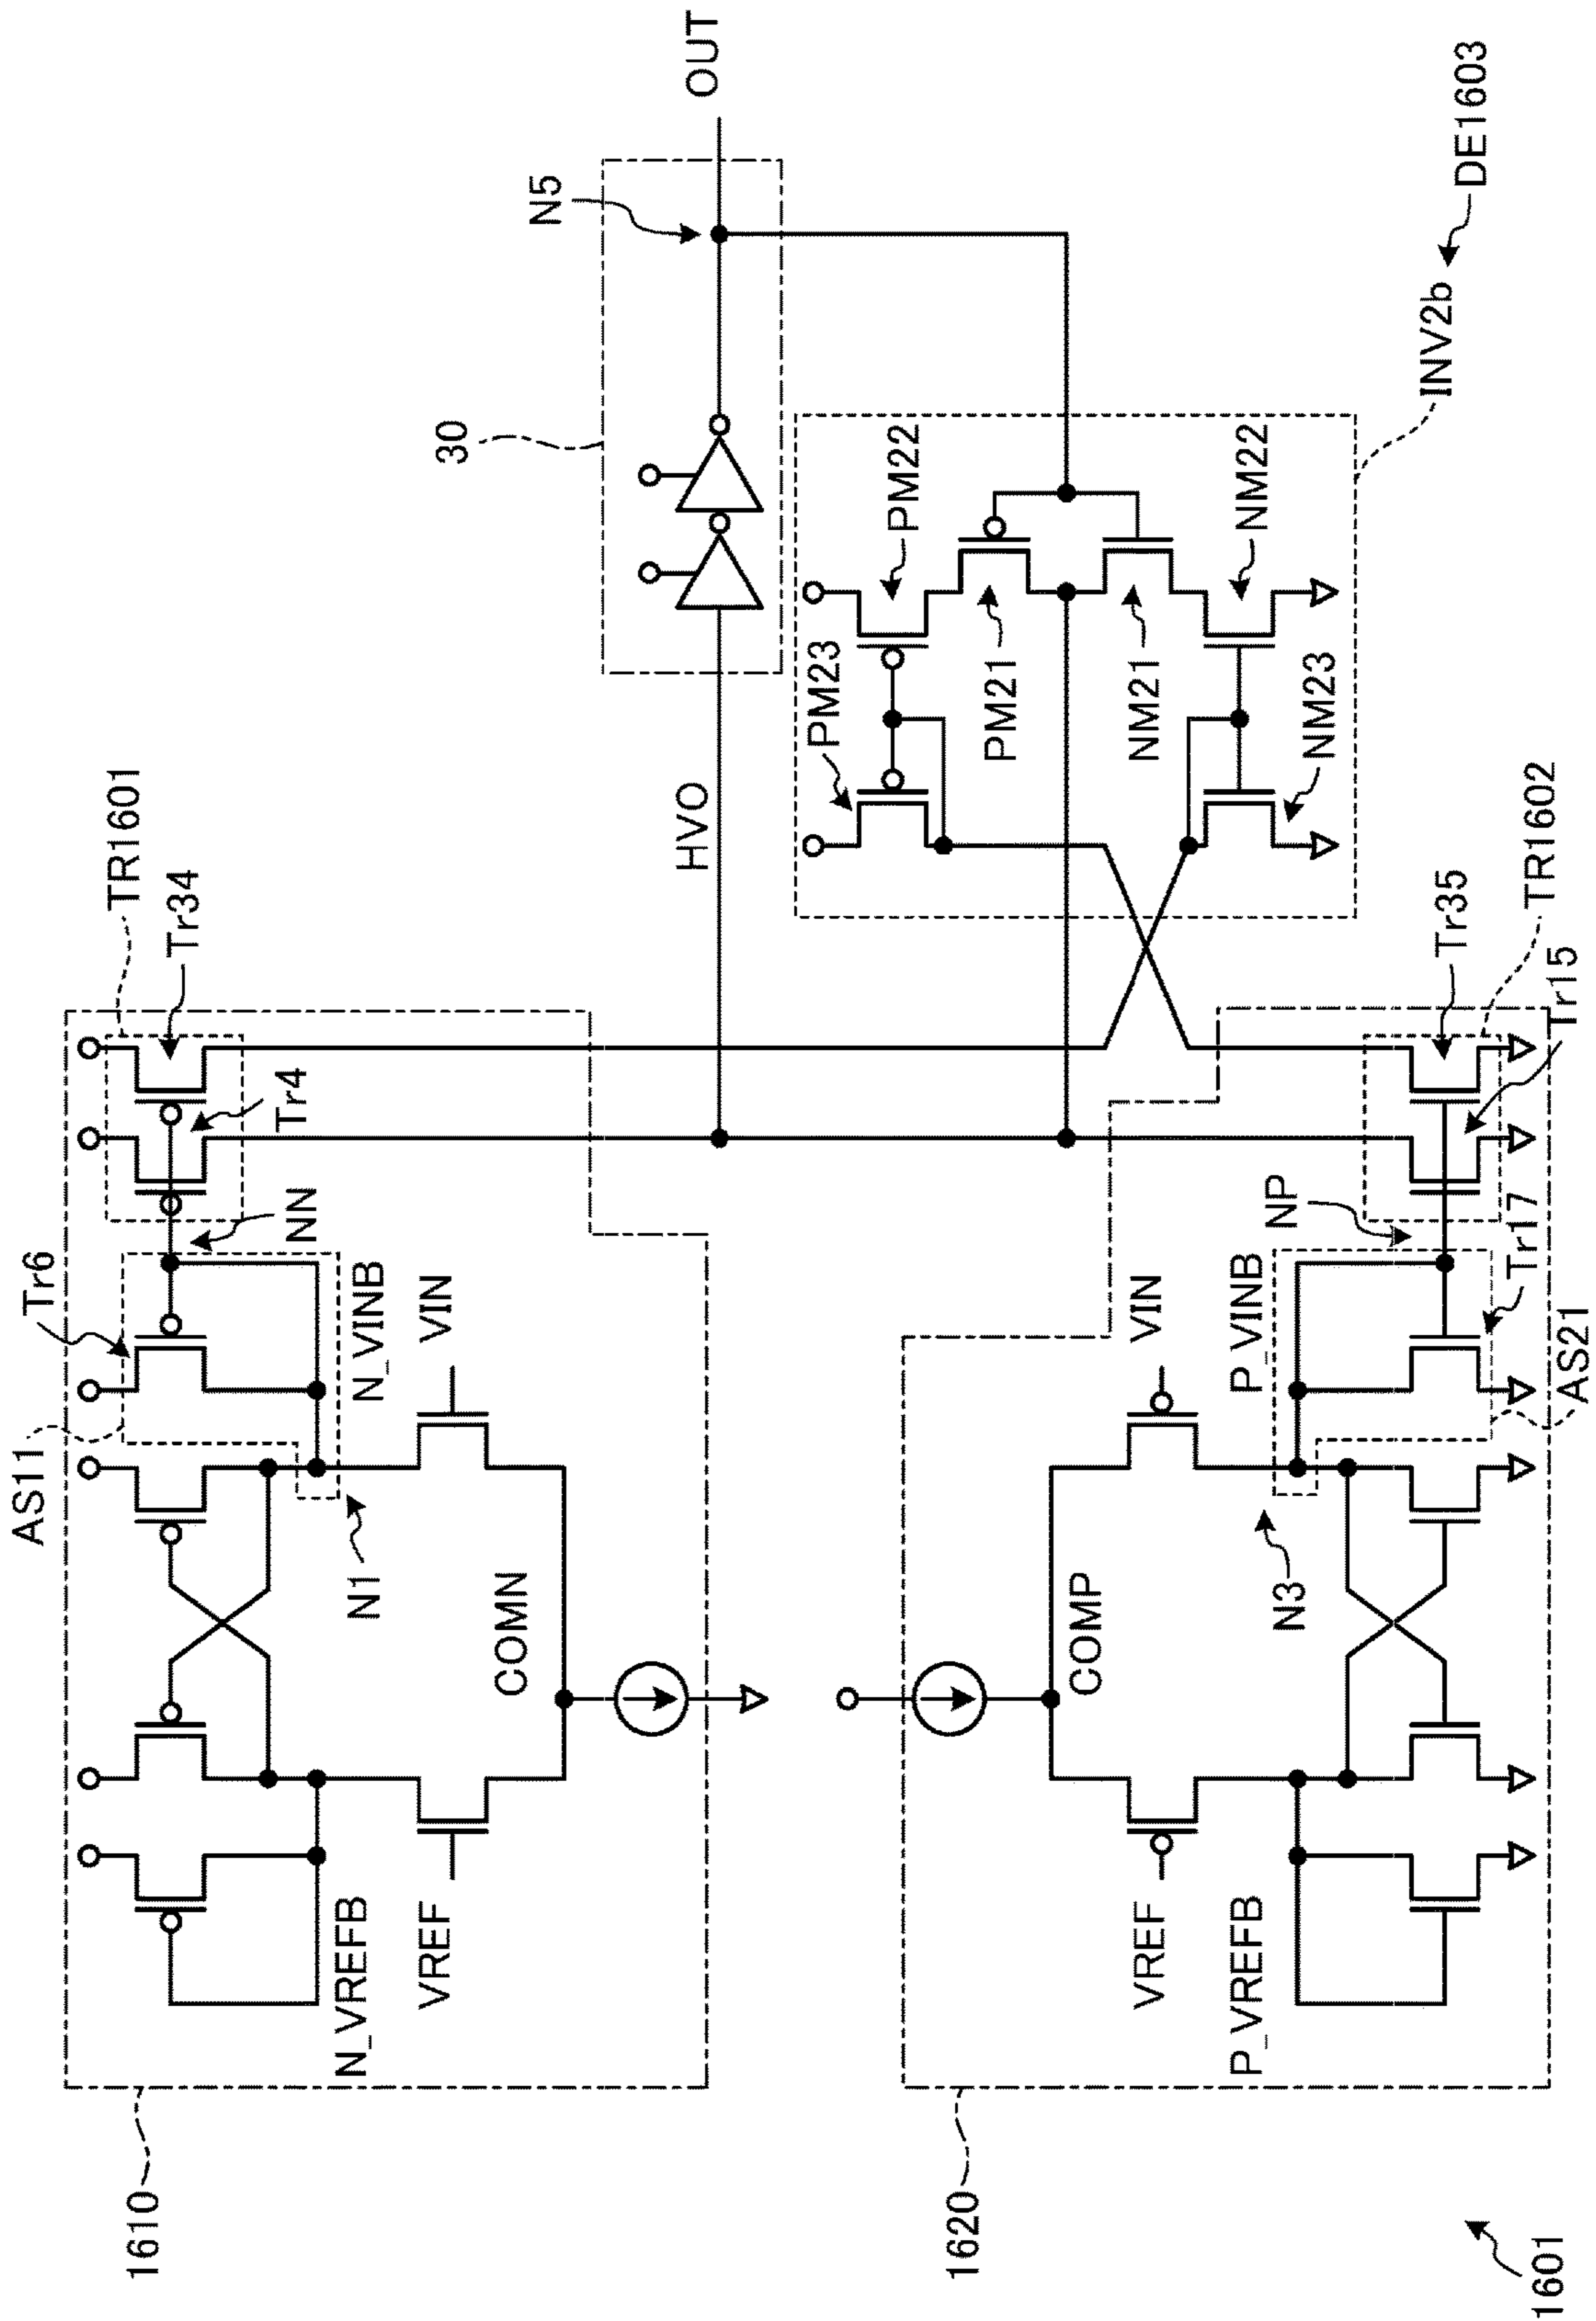 1601
1610
AS11
Tr6
TR1601
Tr34
Tr4
NN
N1
N_VINB
N_VREFB
VREF
VIN
COMN
HVO
30
N5
OUT
1620
COMP
VREF
VIN
P_VREFB
P_VINB
N3
NP
Tr17
AS21
Tr15
Tr35
TR1602
PM23
PM22
PM21
NM21
NM22
NM23
INV2b
DE1603